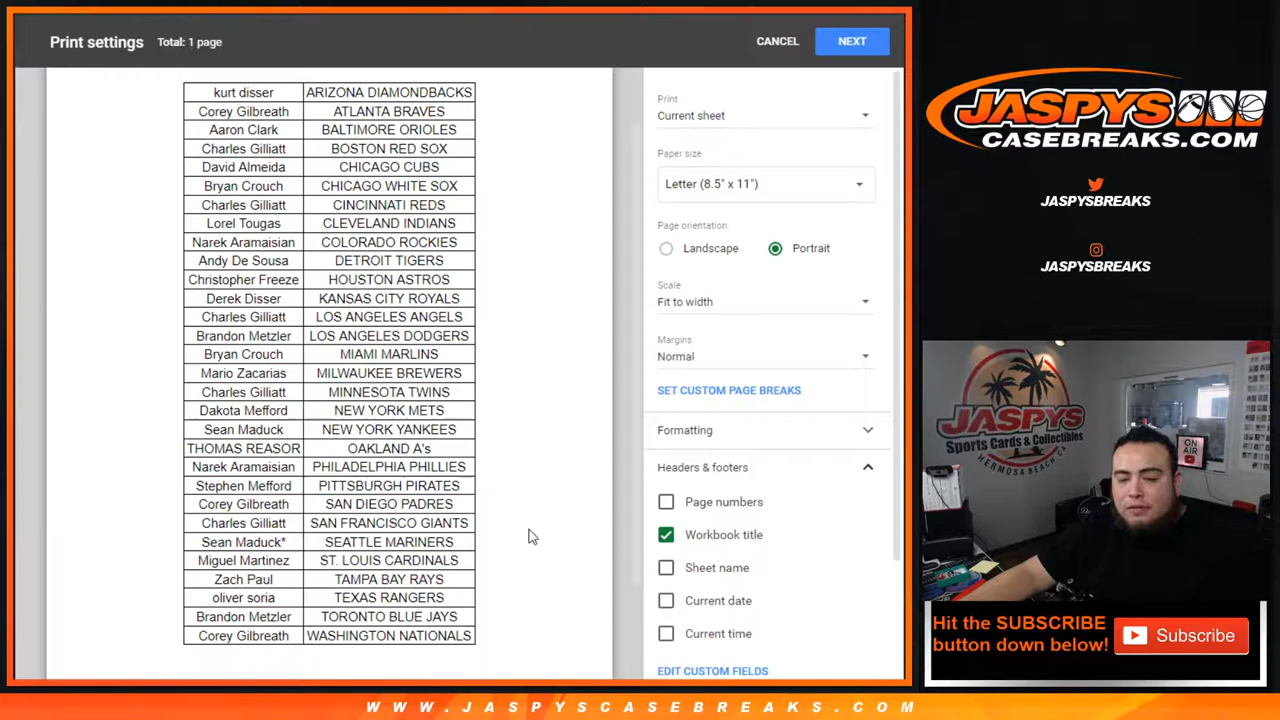 Print settings Total: 1 page
CANCEL NEXT
kurt disser ARIZONA DIAMONDBACKS
Corey Gilbreath ATLANTA BRAVES
Aaron Clark BALTIMORE ORIOLES
Charles Gilliatt BOSTON RED SOX
David Almeida CHICAGO CUBS
Bryan Crouch CHICAGO WHITE SOX
Charles Gilliatt CINCINNATI REDS
Lorel Tougas CLEVELAND INDIANS
Narek Aramaisian COLORADO ROCKIES
Andy De Sousa DETROIT TIGERS
Christopher Freeze HOUSTON ASTROS
Derek Disser KANSAS CITY ROYALS
Charles Gilliatt LOS ANGELES ANGELS
Brandon Metzler LOS ANGELES DODGERS
Bryan Crouch MIAMI MARLINS
Mario Zacarias MILWAUKEE BREWERS
Charles Gilliatt MINNESOTA TWINS
Dakota Mefford NEW YORK METS
Sean Maduck NEW YORK YANKEES
THOMAS REASOR OAKLAND A's
Narek Aramaisian PHILADELPHIA PHILLIES
Stephen Mefford PITTSBURGH PIRATES
Corey Gilbreath SAN DIEGO PADRES
Charles Gilliatt SAN FRANCISCO GIANTS
Sean Maduck* SEATTLE MARINERS
Miguel Martinez ST. LOUIS CARDINALS
Zach Paul TAMPA BAY RAYS
oliver soria TEXAS RANGERS
Brandon Metzler TORONTO BLUE JAYS
Corey Gilbreath WASHINGTON NATIONALS
Print
Current sheet
Paper size
Letter (8.5" x 11")
Page orientation
Landscape Portrait
Scale
Fit to width
Margins
Normal
SET CUSTOM PAGE BREAKS
Formatting
Headers & footers
Page numbers
Workbook title
Sheet name
Current date
Current time
EDIT CUSTOM FIELDS
JASPYS
CASEBREAKS.COM
JASPYSBREAKS
JASPYSBREAKS
JASPYS
Sports Cards & Collectibles
HERMOSA BEACH, CA
ON
AIR
Hit the SUBSCRIBE
button down below!
Subscribe
WWW.JASPYSCASEBREAKS.COM